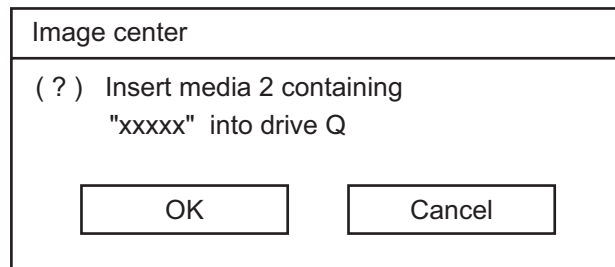 Image center
( ? ) Insert media 2 containing
"xxxxx" into drive Q
OK Cancel